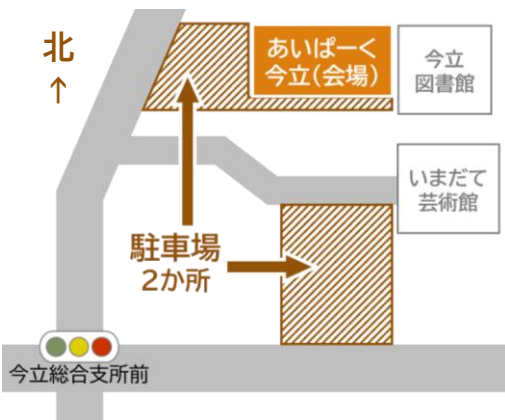 北
↑
あいぱーく
今立(会場)
今立
図書館
いまだて
芸術館
駐車場
2か所
今立総合支所前